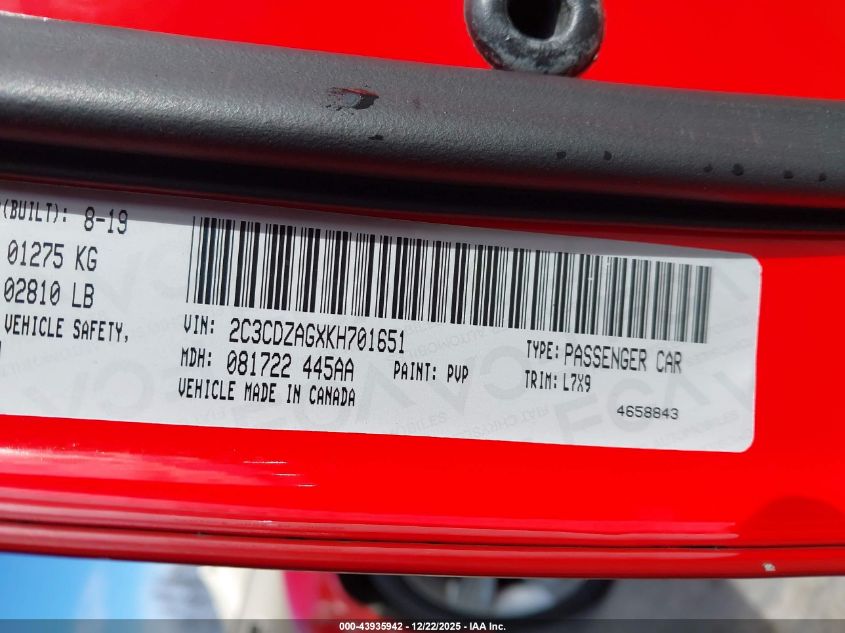 (BUILT): 8-19
01275 KG
02810 LB
VEHICLE SAFETY,
VIN: 2C3CDZAGXKH701651
MDH: 081722 445AA
PAINT: PVP
VEHICLE MADE IN CANADA
TYPE: PASSENGER CAR
TRIM: L7X9
4658843
000-43935942 - 12/22/2025 - © IAA Inc.